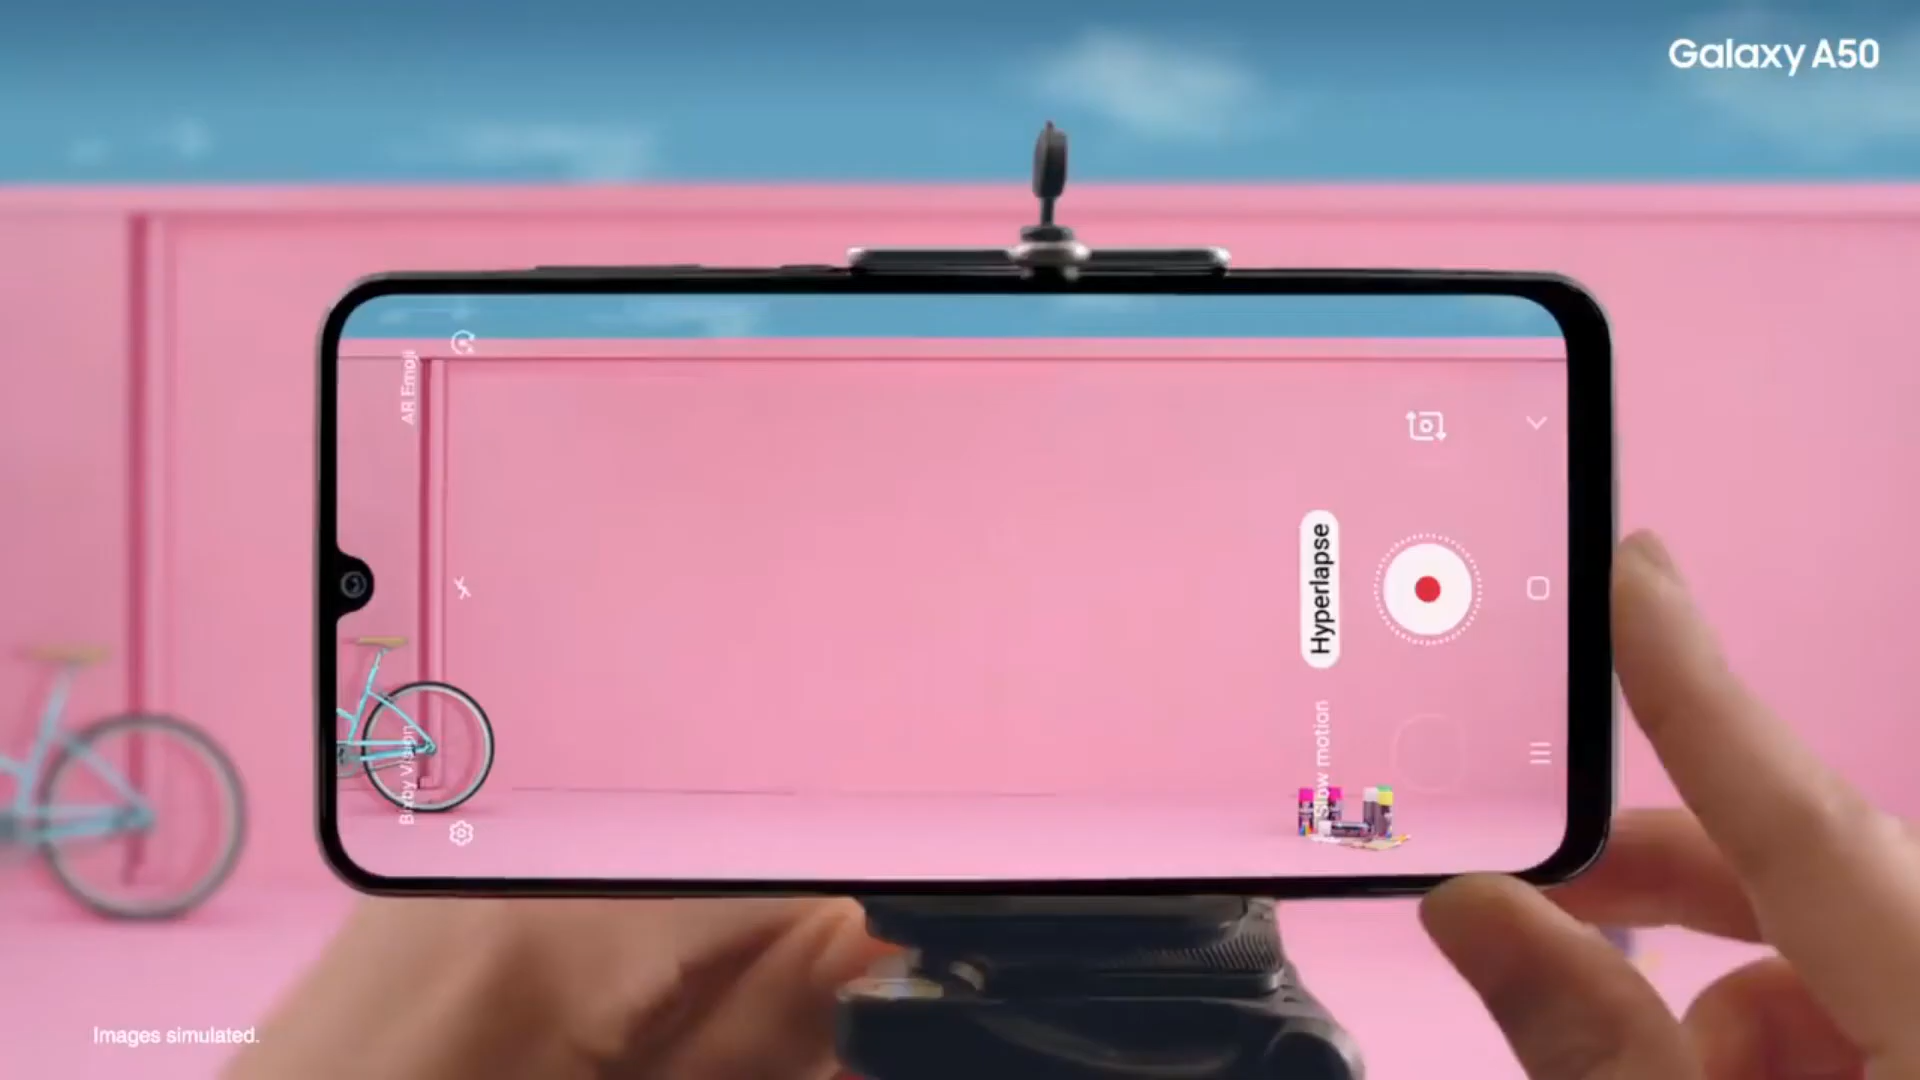 Galaxy A50
AR Emoji
Bixby Vision
Hyperlapse
Slow motion
Images simulated.